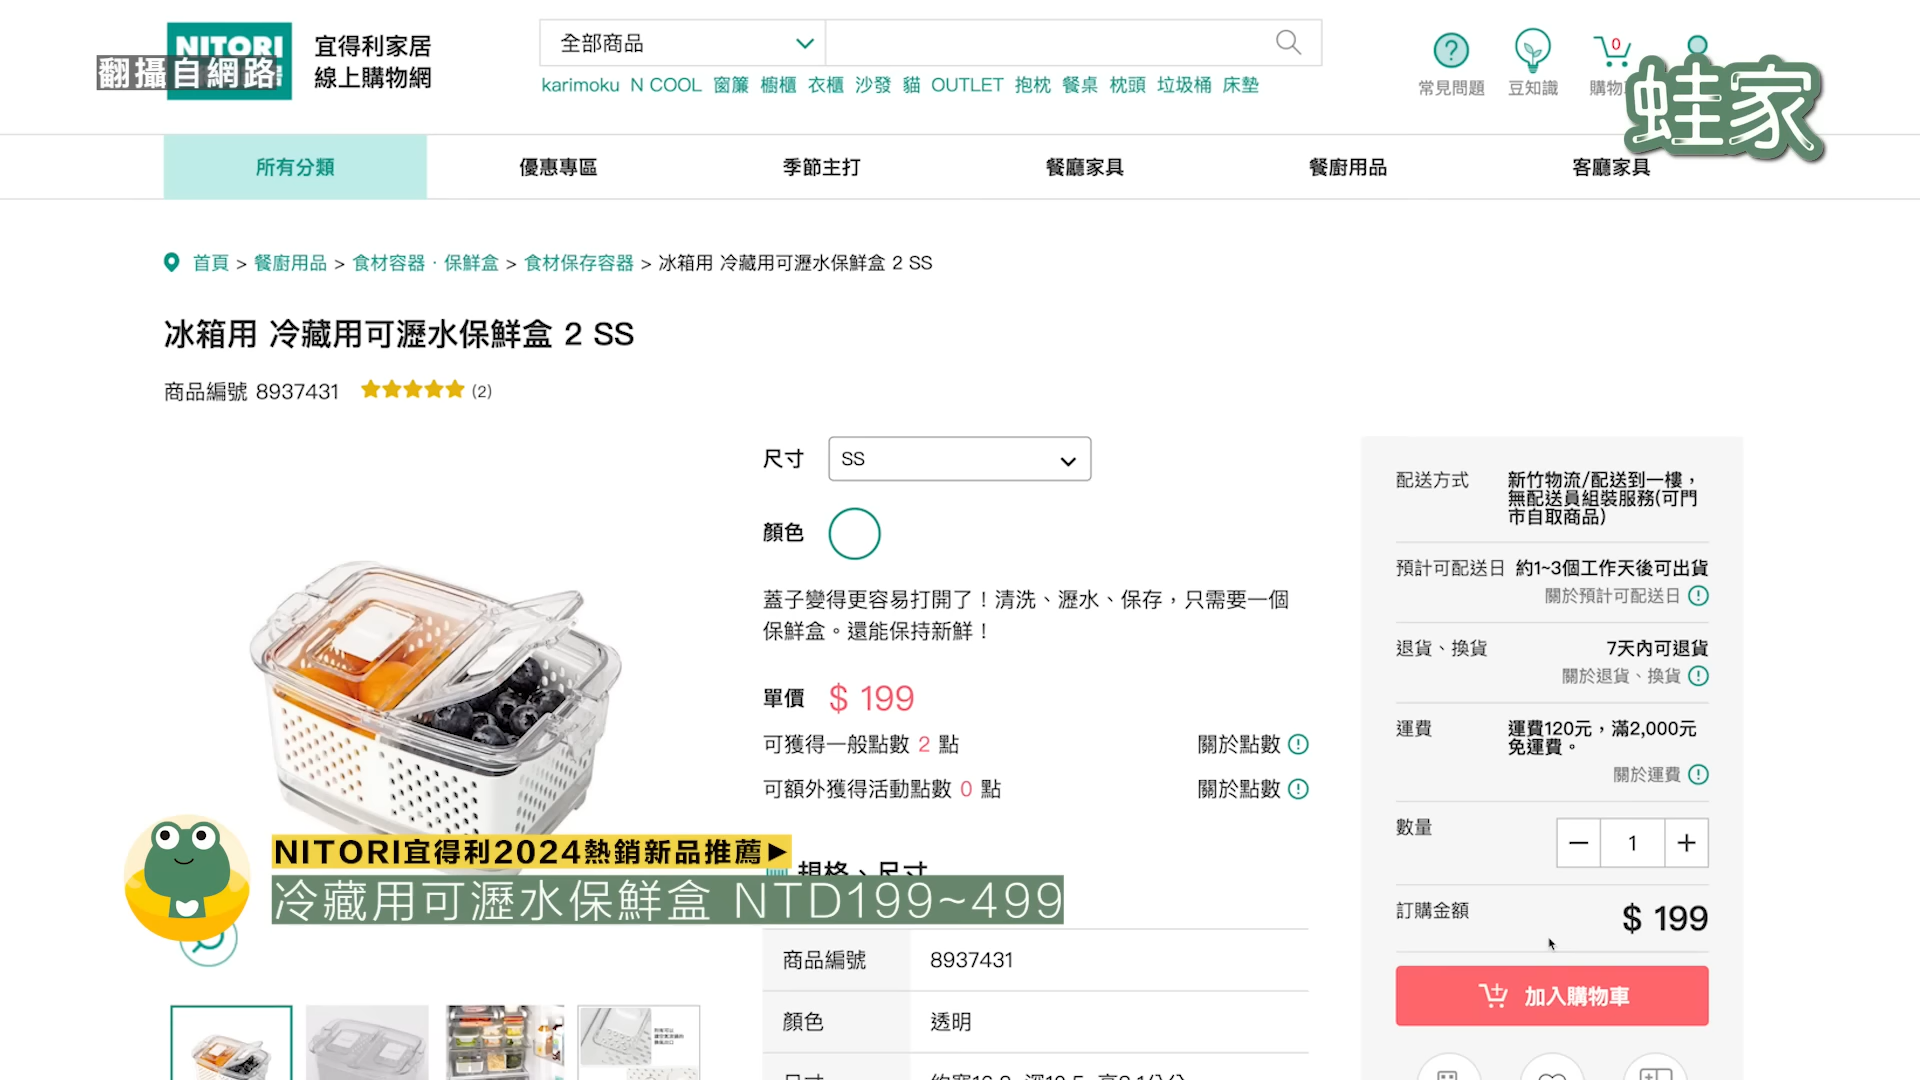 NITORI
翻攝自網路
宜得利家居
線上購物網
全部商品
karimoku N COOL 窗簾 櫥櫃 衣櫃 沙發 貓 OUTLET 抱枕 餐桌 枕頭 垃圾桶 床墊
常見問題
豆知識
0
購物
蛙家
所有分類
優惠專區
季節主打
餐廳家具
餐廚用品
客廳家具
首頁 > 餐廚用品 > 食材容器・保鮮盒 > 食材保存容器 > 冰箱用 冷藏用可瀝水保鮮盒 2 SS
冰箱用 冷藏用可瀝水保鮮盒 2 SS
商品編號 8937431 (2)
尺寸 SS
顏色
蓋子變得更容易打開了！清洗、瀝水、保存，只需要一個
保鮮盒。還能保持新鮮！
單價 $ 199
可獲得一般點數 2 點 關於點數
可額外獲得活動點數 0 點 關於點數
規格、尺寸
商品編號 8937431
顏色 透明
配送方式 新竹物流/配送到一樓，
無配送員組裝服務(可門
市自取商品)
預計可配送日 約1~3個工作天後可出貨
關於預計可配送日
退貨、換貨 7天內可退貨
關於退貨、換貨
運費 運費120元，滿2,000元
免運費。
關於運費
數量 1
訂購金額 $ 199
加入購物車
NITORI宜得利2024熱銷新品推薦►
冷藏用可瀝水保鮮盒 NTD199~499